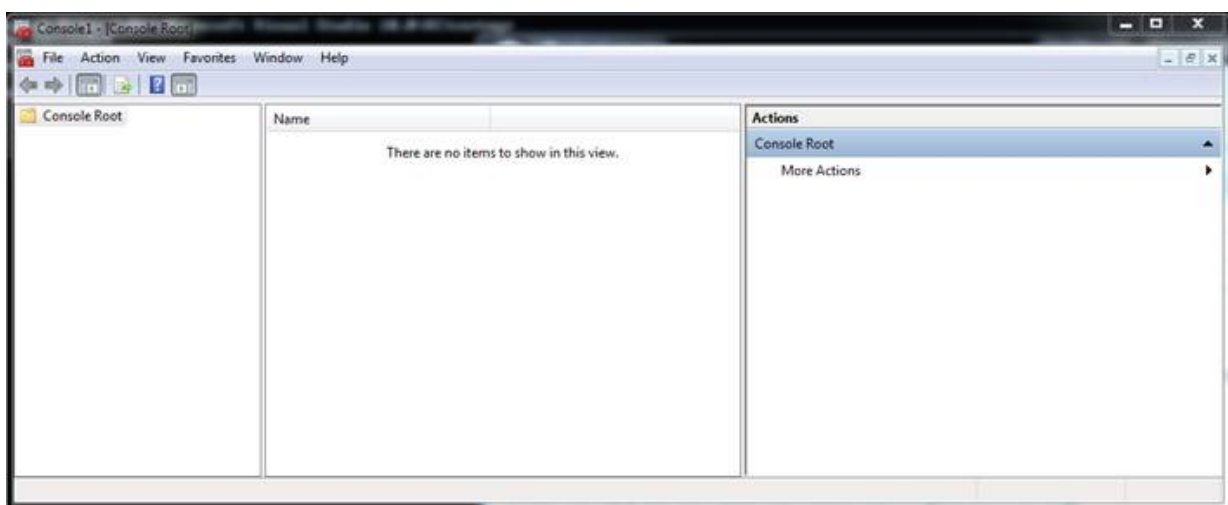 Console1 - [Console Root]
File Action View Favorites Window Help
Console Root
Name
There are no items to show in this view.
Actions
Console Root
More Actions